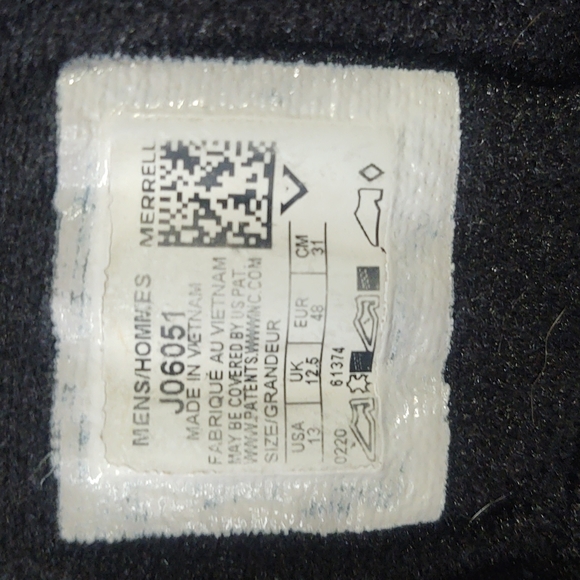 MENS/HOMMES MERRELL
J06051
MADE IN VIETNAM
FABRIQUÉ AU VIETNAM
MAY BE COVERED BY US PAT.
WWW.PATENTS.WWWINC.COM
SIZE/GRANDEUR
USA UK EUR CM
13 12.5 48 31
0220 61374